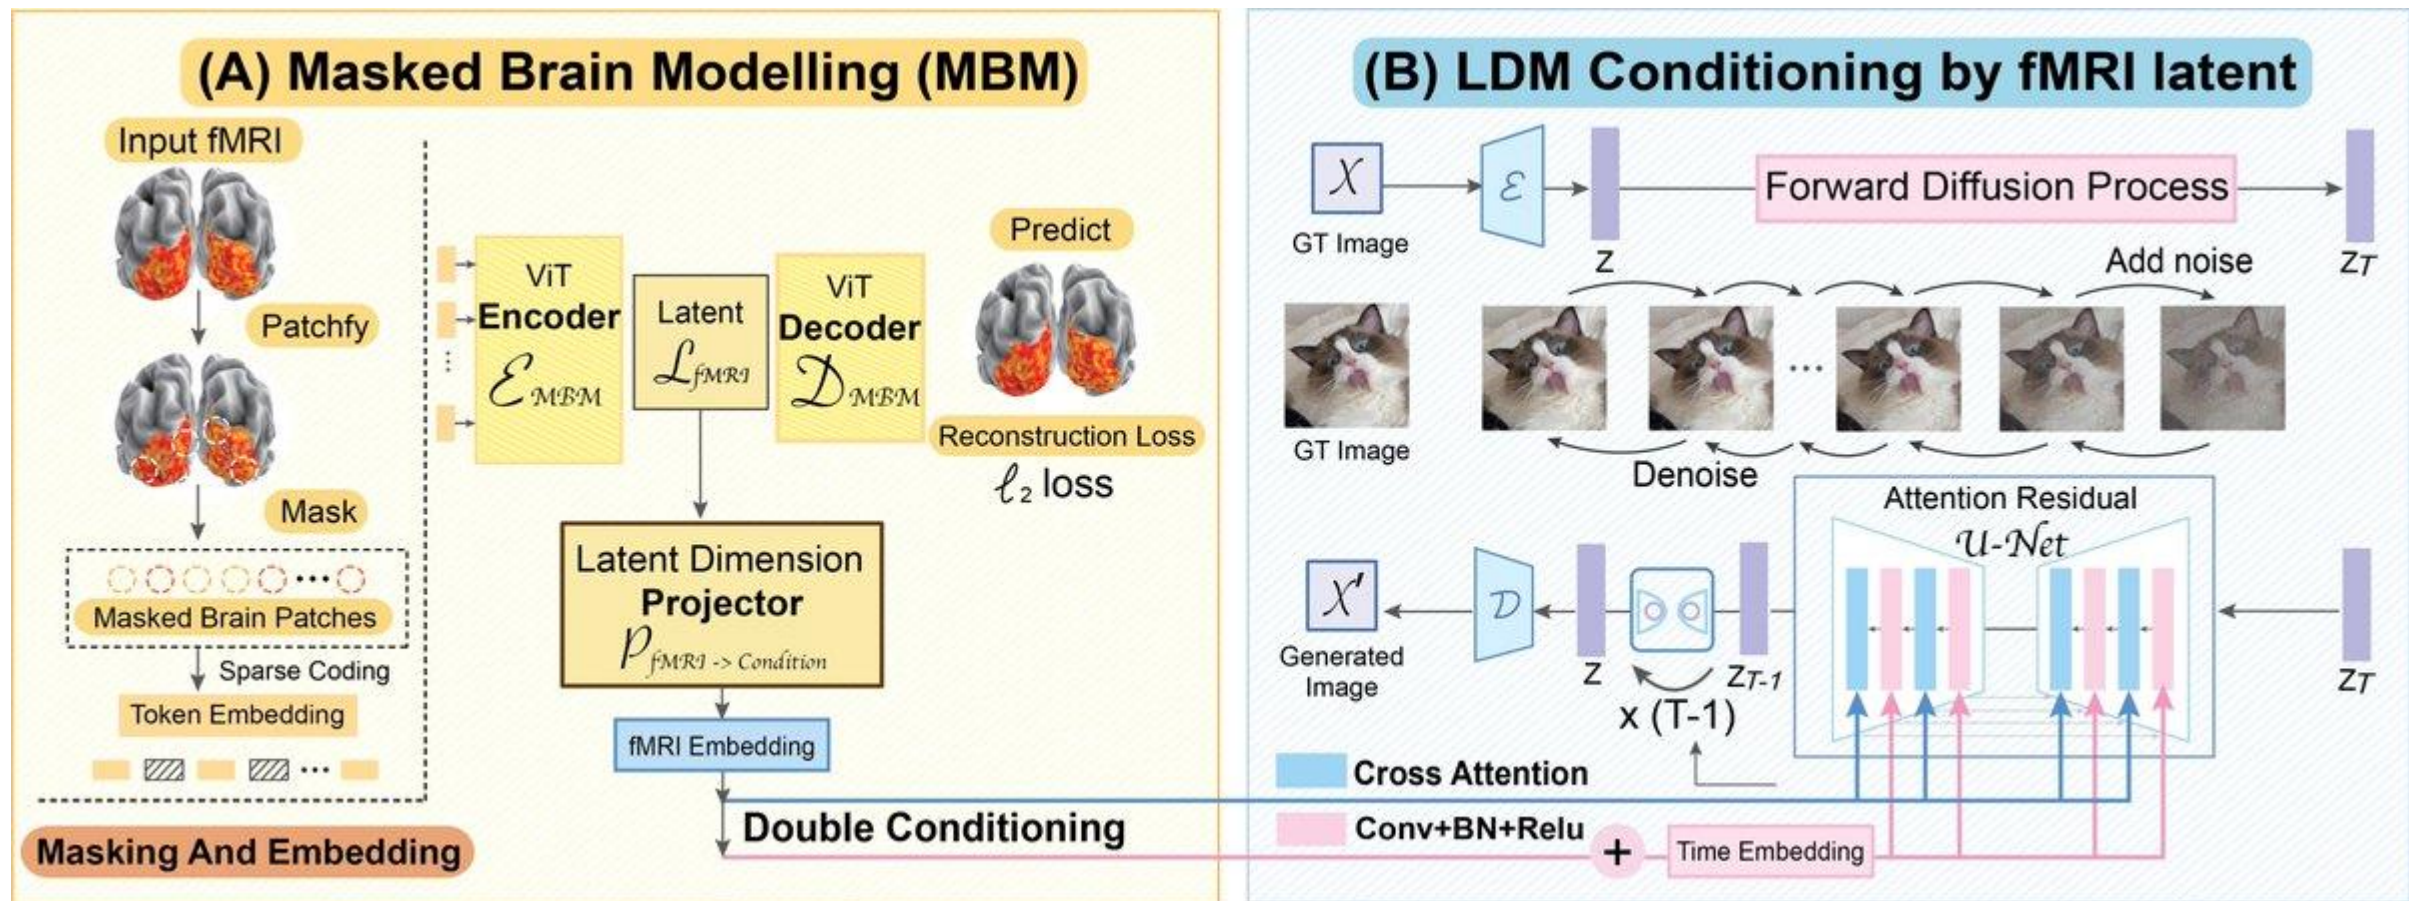 (A) Masked Brain Modelling (MBM)
Input fMRI
Patchfy
Mask
Masked Brain Patches
Sparse Coding
Token Embedding
Masking And Embedding
ViT
Encoder
ℰMBM
Latent
ℒfMRI
ViT
Decoder
𝒟MBM
Predict
Reconstruction Loss
ℓ2 loss
Latent Dimension
Projector
PfMRI -> Condition
fMRI Embedding
Double Conditioning
(B) LDM Conditioning by fMRI latent
X
GT Image
ℰ
z
Forward Diffusion Process
zT
Add noise
GT Image
...
Denoise
Attention Residual
U-Net
X'
Generated
Image
D
z
zT-1
x (T-1)
zT
Cross Attention
Conv+BN+Relu
+
Time Embedding